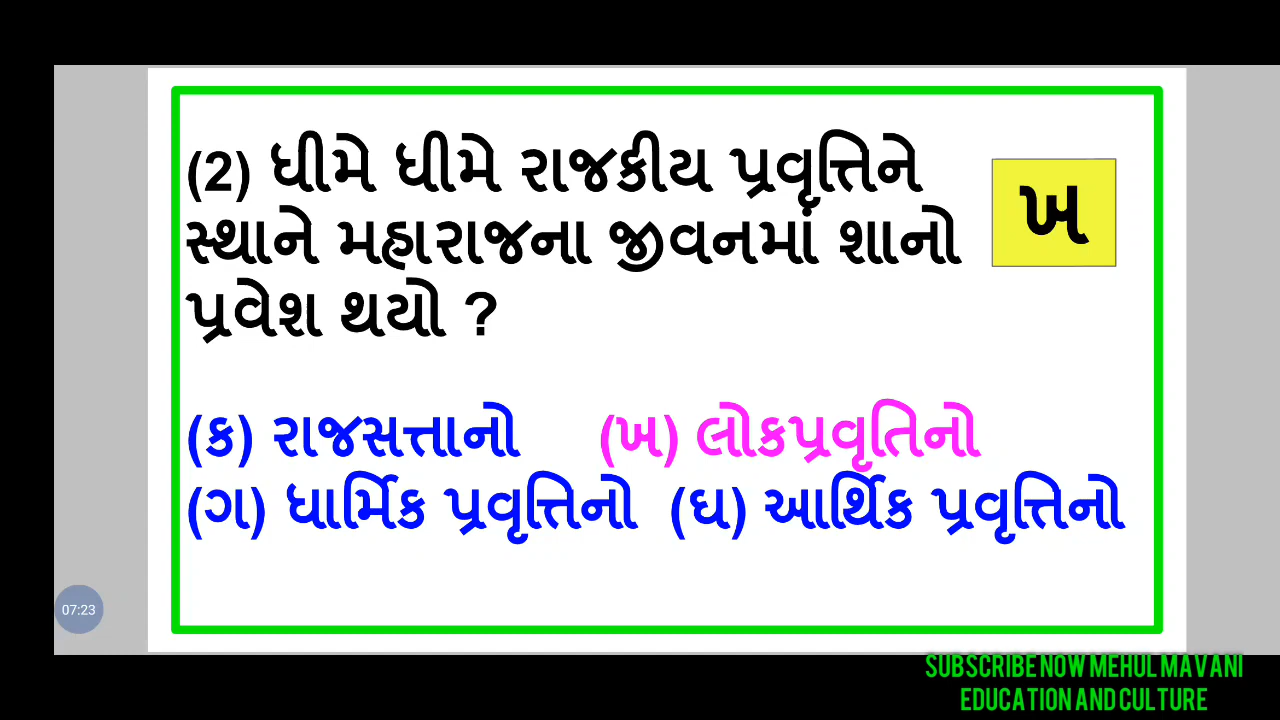 (2) ધીમે ધીમે રાજકીય પ્રવૃત્તિને
સ્થાને મહારાજના જીવનમાં શાનો
પ્રવેશ થયો ?
ખ
(ક) રાજસત્તાનો (ખ) લોકપ્રવૃતિનો
(ગ) ધાર્મિક પ્રવૃત્તિનો (ઘ) આર્થિક પ્રવૃત્તિનો
07:23
SUBSCRIBE NOW MEHUL MAVANI
EDUCATION AND CULTURE